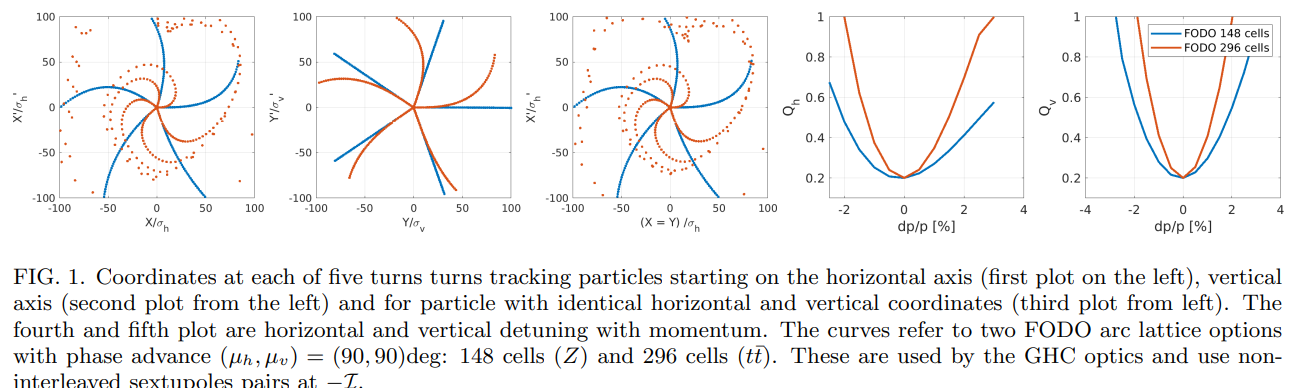 100
50
0
-50
-100
-100 -50 0 50 100
X'/σh'
X/σh
100
50
0
-50
-100
-100 -50 0 50 100
Y'/σv'
Y/σv
100
50
0
-50
-100
-100 -50 0 50 100
X'/σh'
(X = Y) /σh
1
0.8
0.6
0.4
0.2
-2 0 2 4
Qh
dp/p [%]
1
0.8
0.6
0.4
0.2
-4 -2 0 2 4
Qv
dp/p [%]
FODO 148 cells
FODO 296 cells
FIG. 1. Coordinates at each of five turns turns tracking particles starting on the horizontal axis (first plot on the left), vertical
axis (second plot from the left) and for particle with identical horizontal and vertical coordinates (third plot from left). The
fourth and fifth plot are horizontal and vertical detuning with momentum. The curves refer to two FODO arc lattice options
with phase advance (μh, μv) = (90, 90)deg: 148 cells (Z) and 296 cells (tt̄). These are used by the GHC optics and use non-
interleaved sextupoles pairs at −I.